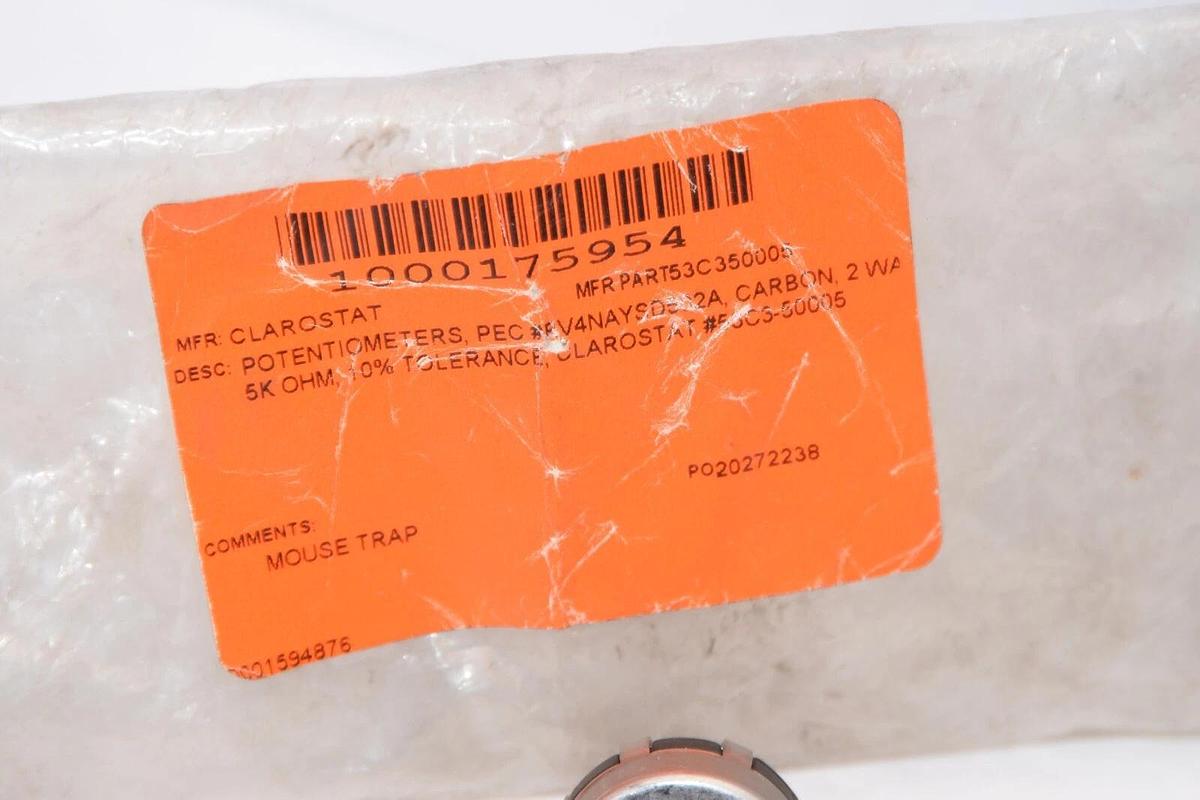 1000175954
MFR: CLAROSTAT MFR PART53C350005
DESC: POTENTIOMETERS, PEC CARBON, 2 WA
5K OHM, 10% TOLERANCE, CLAROSTAT
PO20272238
COMMENTS:
MOUSE TRAP
0001594876